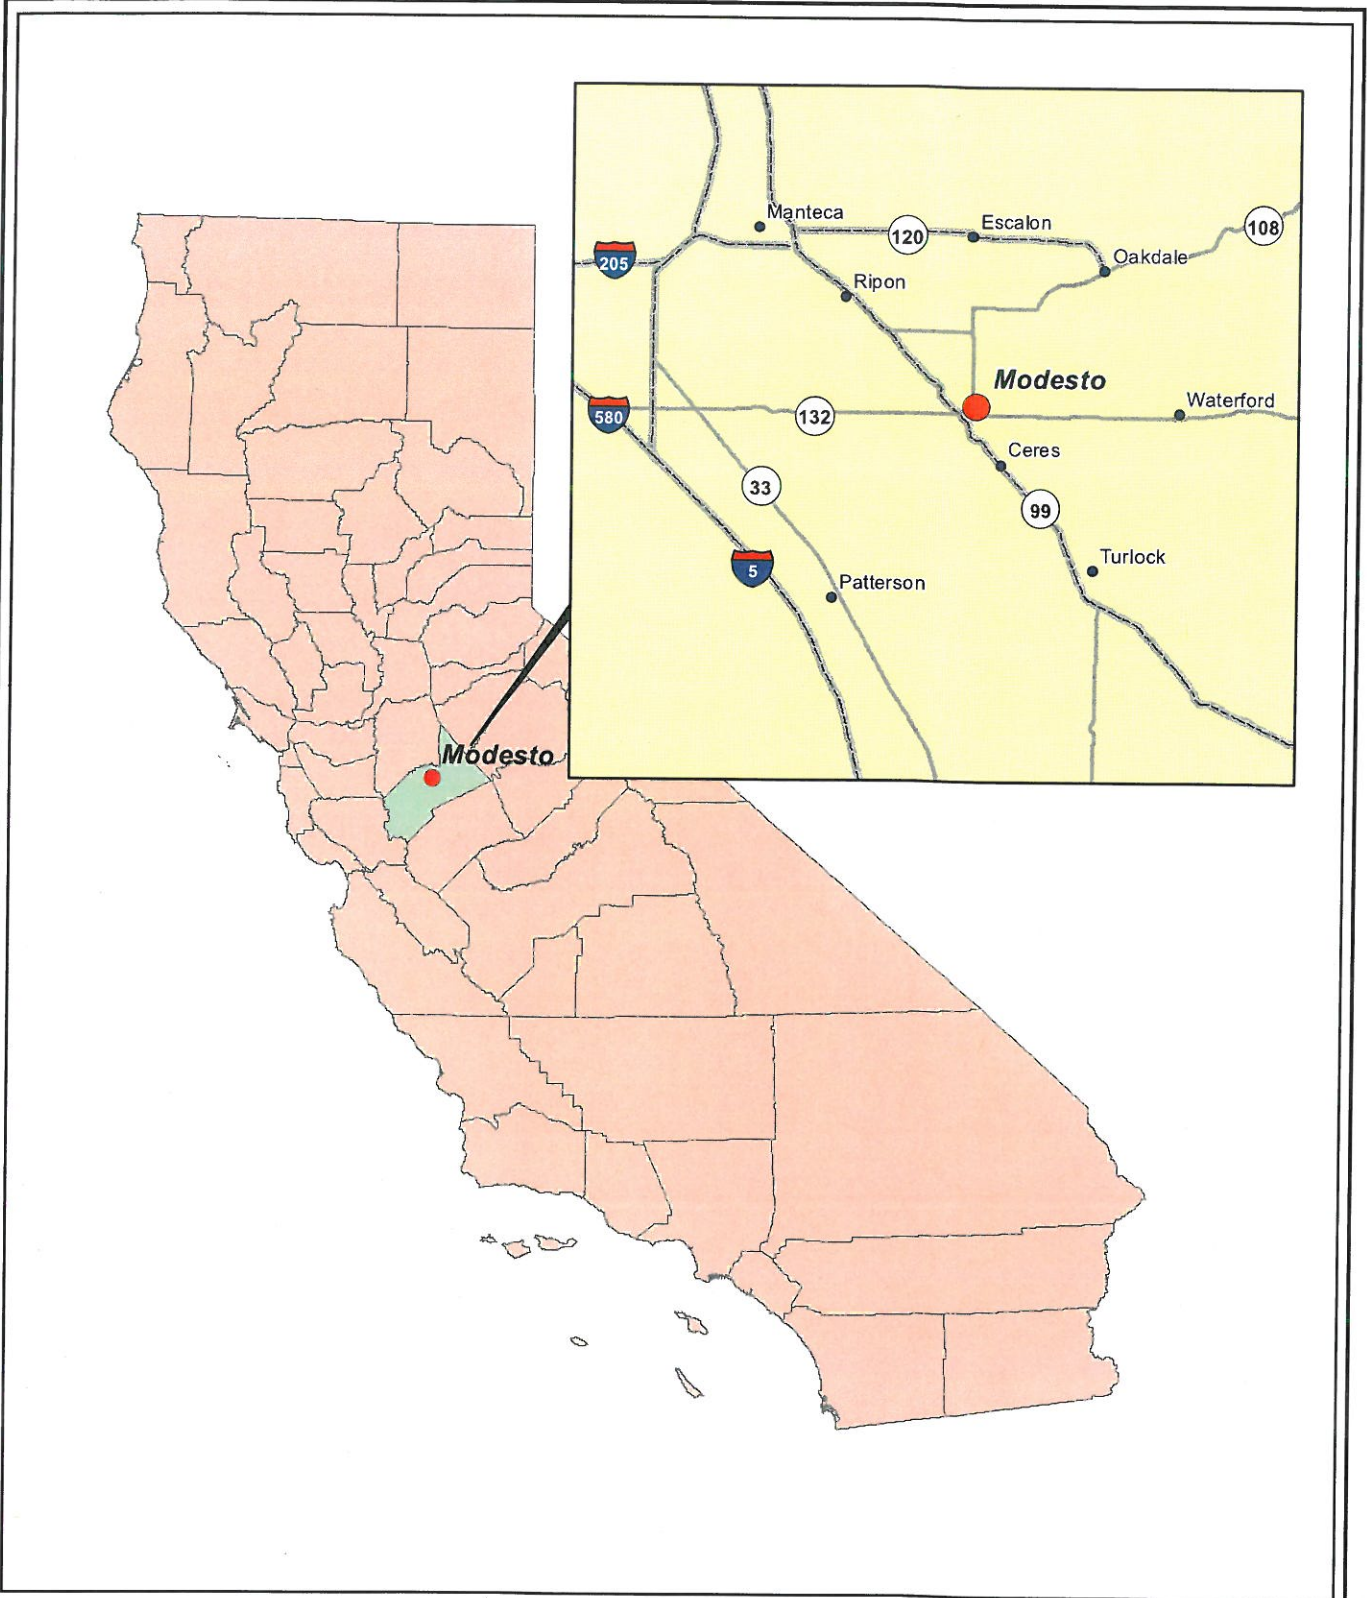 Manteca
120
Escalon
108
205
Oakdale
Ripon
Modesto
Waterford
580
132
Ceres
33
99
5
Turlock
Patterson
Modesto